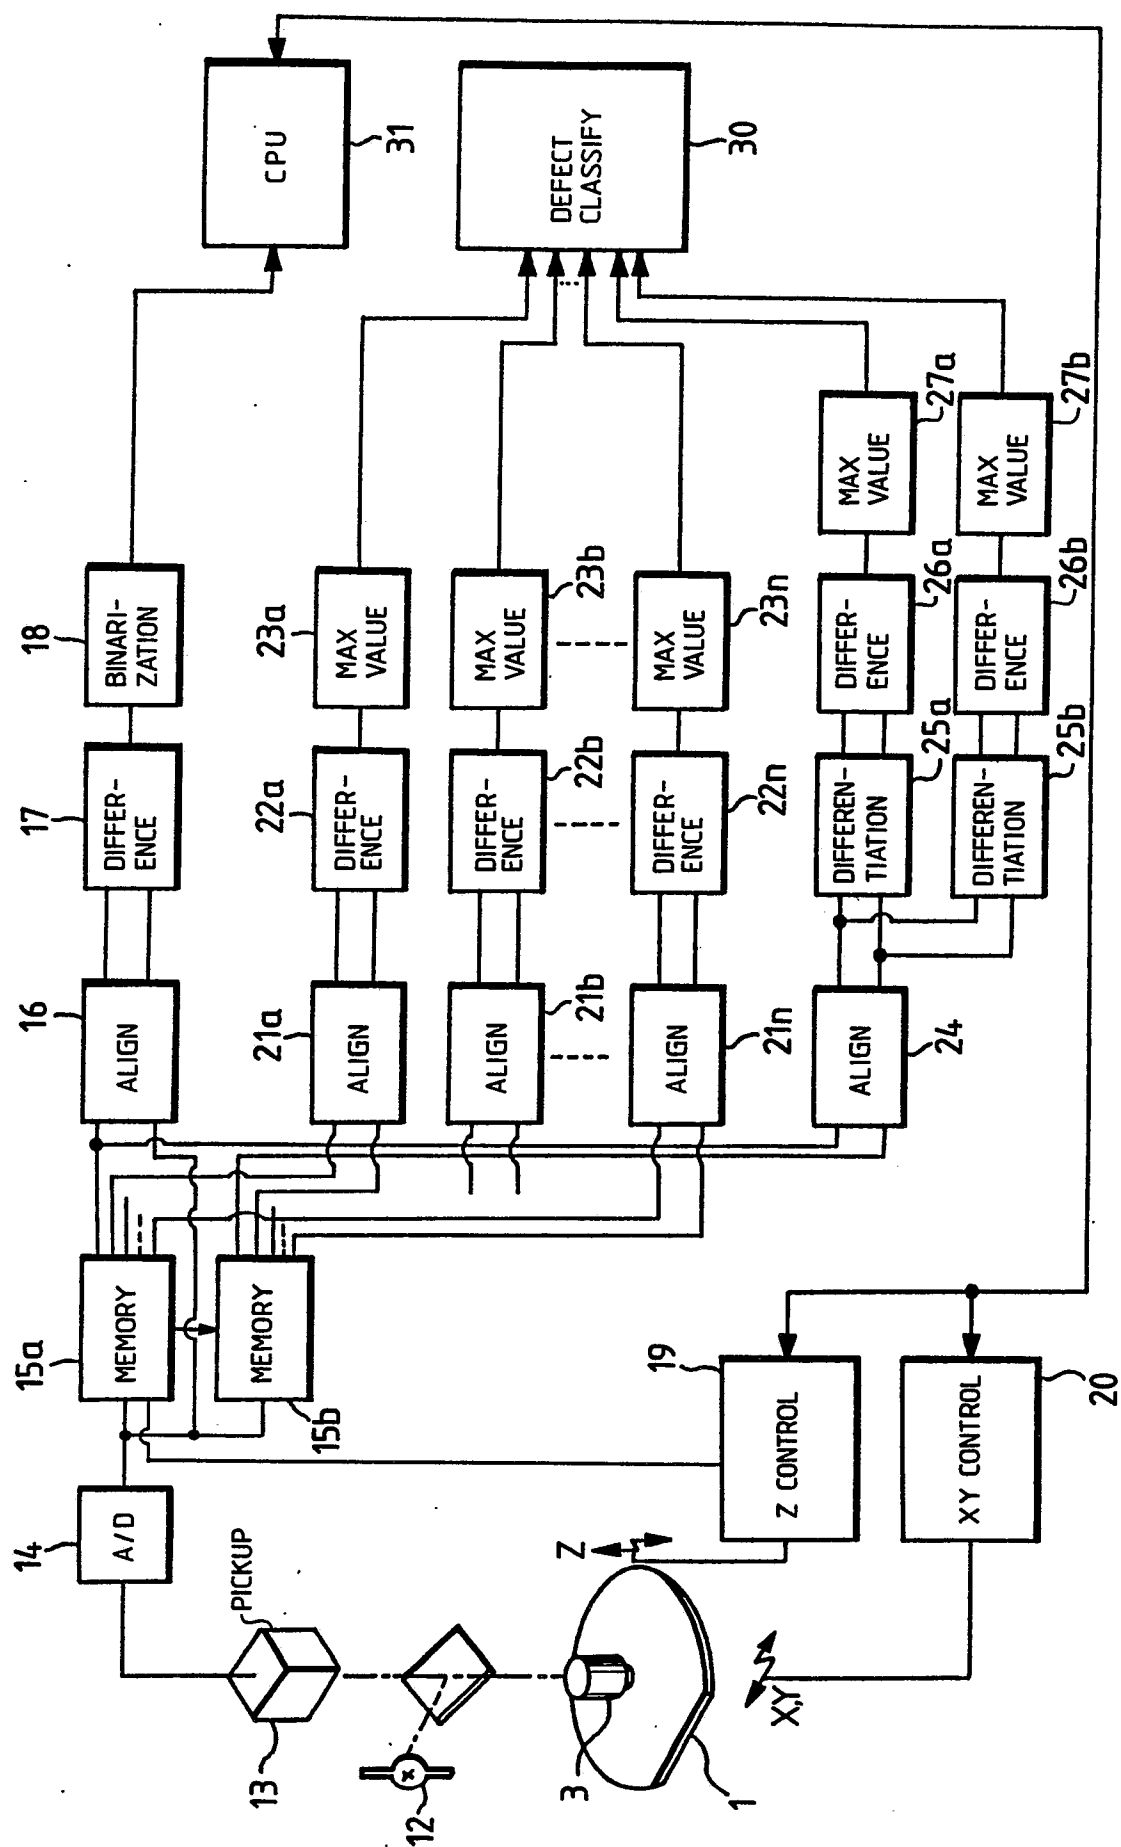 18
BINARI-
ZATION
17
DIFFER-
ENCE
16
ALIGN
15a
MEMORY
15b
MEMORY
14
A/D
PICKUP
13
12
3
1
Z
X,Y
19
Z CONTROL
20
XY CONTROL
CPU
31
DEFECT
CLASSIFY
30
23a
MAX
VALUE
22a
DIFFER-
ENCE
21a
ALIGN
23b
MAX
VALUE
22b
DIFFER-
ENCE
21b
ALIGN
23n
MAX
VALUE
22n
DIFFER-
ENCE
21n
ALIGN
27a
MAX
VALUE
26a
DIFFER-
ENCE
25a
DIFFEREN-
TIATION
24
ALIGN
27b
MAX
VALUE
26b
DIFFER-
ENCE
25b
DIFFEREN-
TIATION